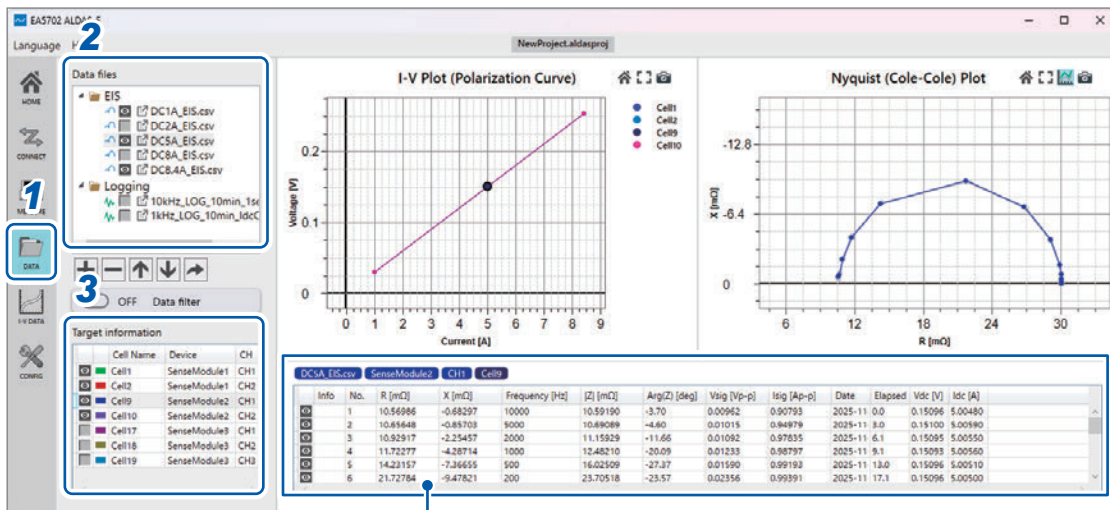 EA5702
Language
NewProject.aldasproj
1
2
3
HOME
CONNECT
DATA
I-V DATA
CONFIG
Data files
EIS
DC1A_EIS.csv
DC2A_EIS.csv
DC5A_EIS.csv
DC8A_EIS.csv
DC8.4A_EIS.csv
Logging
10kHz_LOG_10min_1se
1kHz_LOG_10min_IdcC
OFF Data filter
Target information
Cell Name Device CH
Cell1 SenseModule1 CH1
Cell2 SenseModule1 CH2
Cell9 SenseModule2 CH1
Cell10 SenseModule2 CH2
Cell17 SenseModule3 CH1
Cell18 SenseModule3 CH2
Cell19 SenseModule3 CH3
I-V Plot (Polarization Curve)
Cell1
Cell2
Cell9
Cell10
Voltage [V]
0.2
0.1
0
0 1 2 3 4 5 6 7 8 9
Current [A]
Nyquist (Cole-Cole) Plot
X [mΩ]
-12.8
-6.4
0
6 12 18 24 30
R [mΩ]
DC5A_EIS.csv SenseModule2 CH1 Cell9
Info No. R [mΩ] X [mΩ] Frequency [Hz] |Z| [mΩ] Arg(Z) [deg] Vsig [Vp-p] Isig [Ap-p] Date Elapsed Vdc [V] Idc [A]
1 10.56986 -0.68297 10000 10.59190 -3.70 0.00962 0.90793 2025-11 0.0 0.15096 5.00480
2 10.65648 -0.85703 5000 10.69089 -4.60 0.01015 0.94979 2025-11 3.0 0.15100 5.00590
3 10.92917 -2.25457 2000 11.15929 -11.66 0.01092 0.97835 2025-11 6.1 0.15095 5.00550
4 11.72277 -4.28714 1000 12.48210 -20.09 0.01233 0.98797 2025-11 9.1 0.15093 5.00560
5 14.23157 -7.36655 500 16.02509 -27.37 0.01590 0.99193 2025-11 13.0 0.15096 5.00510
6 21.72784 -9.47821 200 23.70518 -23.57 0.02356 0.99391 2025-11 17.1 0.15096 5.00500